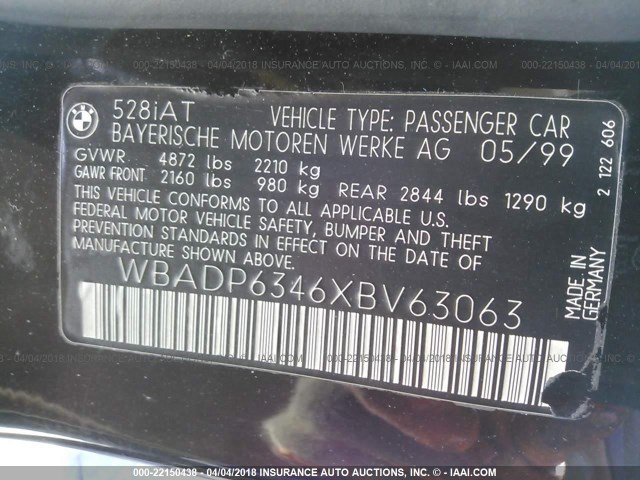 000-22150438 - 04/04/2018 INSURANCE AUTO AUCTIONS, INC. - IAAI.COM
528iAT VEHICLE TYPE: PASSENGER CAR
BAYERISCHE MOTOREN WERKE AG 05/99
GVWR 4872 lbs 2210 kg
GAWR FRONT 2160 lbs 980 kg REAR 2844 lbs 1290 kg
THIS VEHICLE CONFORMS TO ALL APPLICABLE U.S.
FEDERAL MOTOR VEHICLE SAFETY, BUMPER AND THEFT
PREVENTION STANDARDS IN EFFECT ON THE DATE OF
MANUFACTURE SHOWN ABOVE.
WBADP6346XBV63063
2 122 606
MADE IN
GERMANY
000-22150438 - 04/04/2018 INSURANCE AUTO AUCTIONS, INC. - IAAI.COM